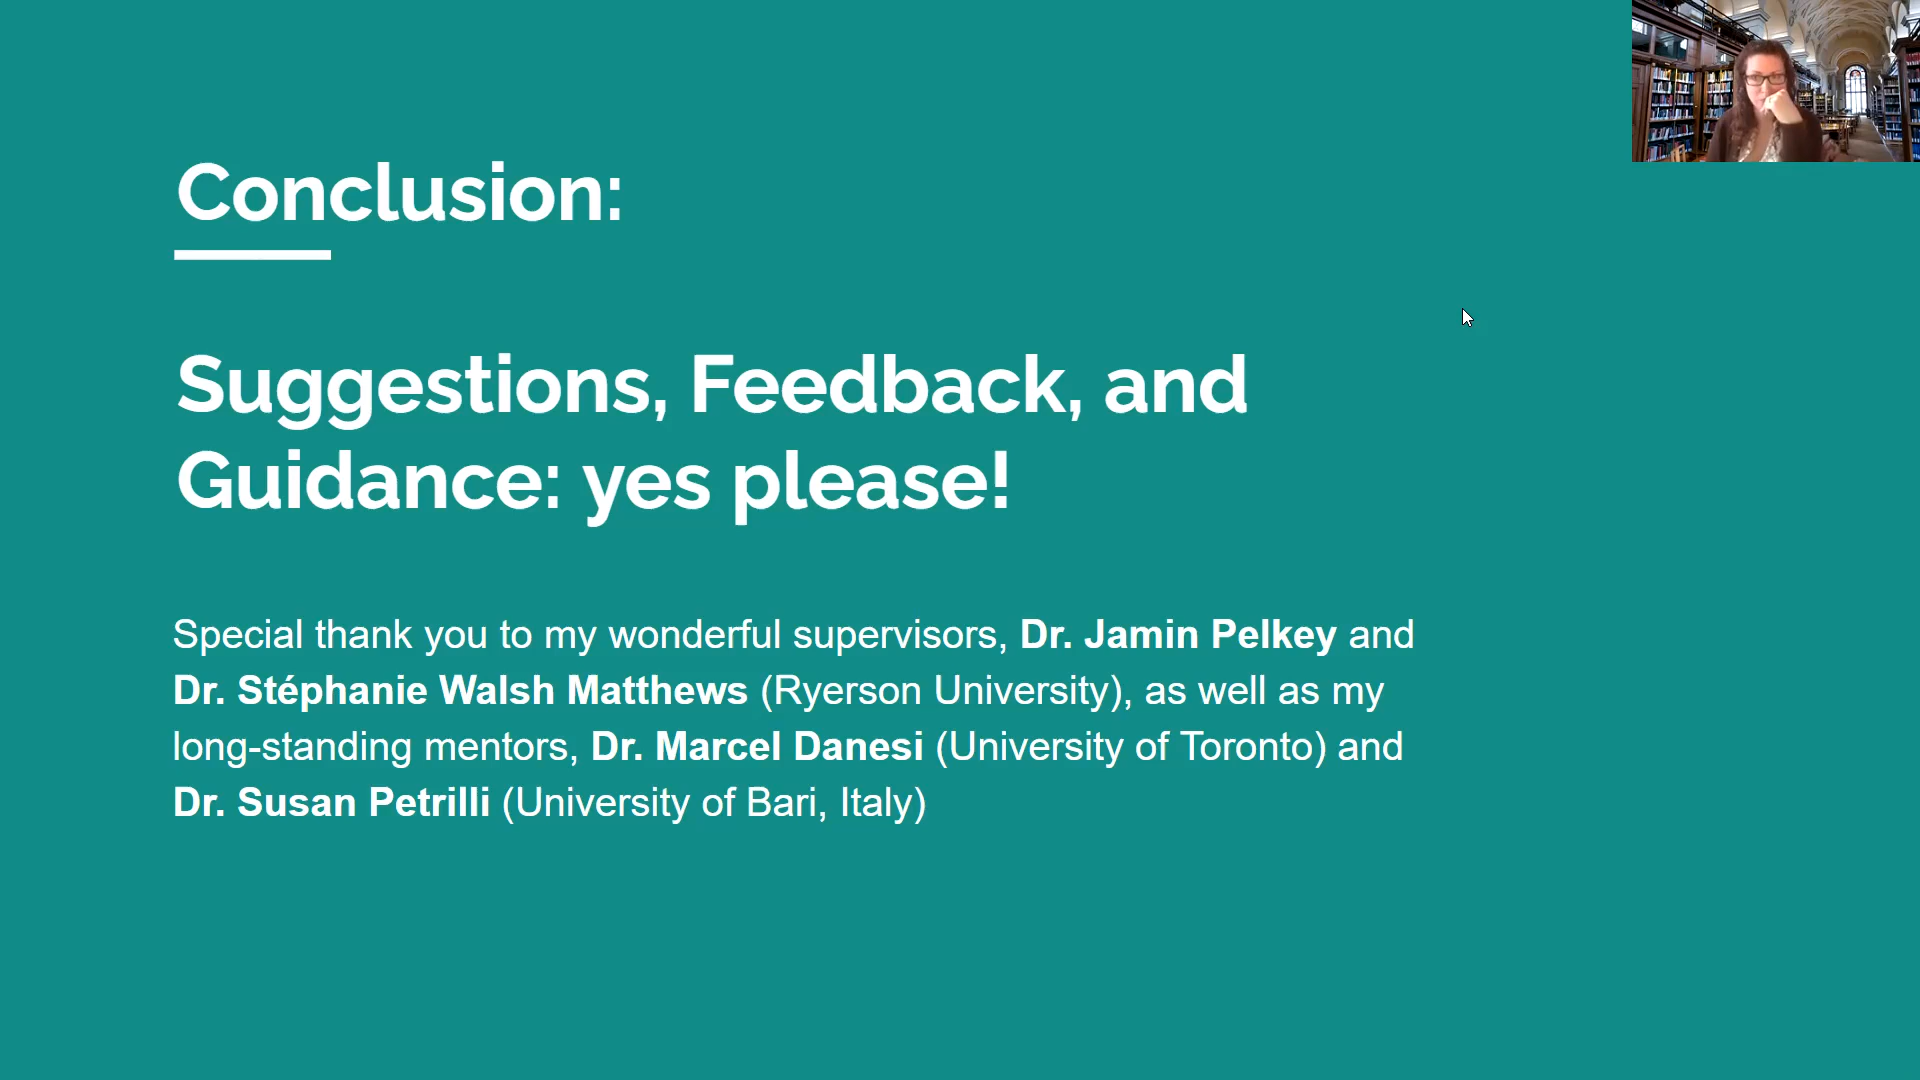 Conclusion:
Suggestions, Feedback, and
Guidance: yes please!
Special thank you to my wonderful supervisors, Dr. Jamin Pelkey and
Dr. Stéphanie Walsh Matthews (Ryerson University), as well as my
long-standing mentors, Dr. Marcel Danesi (University of Toronto) and
Dr. Susan Petrilli (University of Bari, Italy)